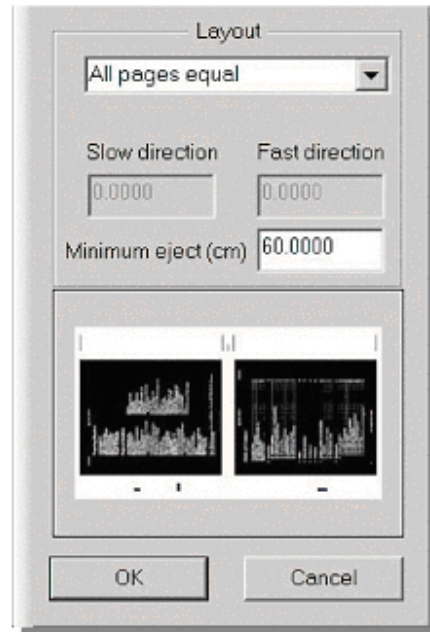 Layout
All pages equal
Slow direction Fast direction
0.0000 0.0000
Minimum eject (cm) 60.0000
OK Cancel